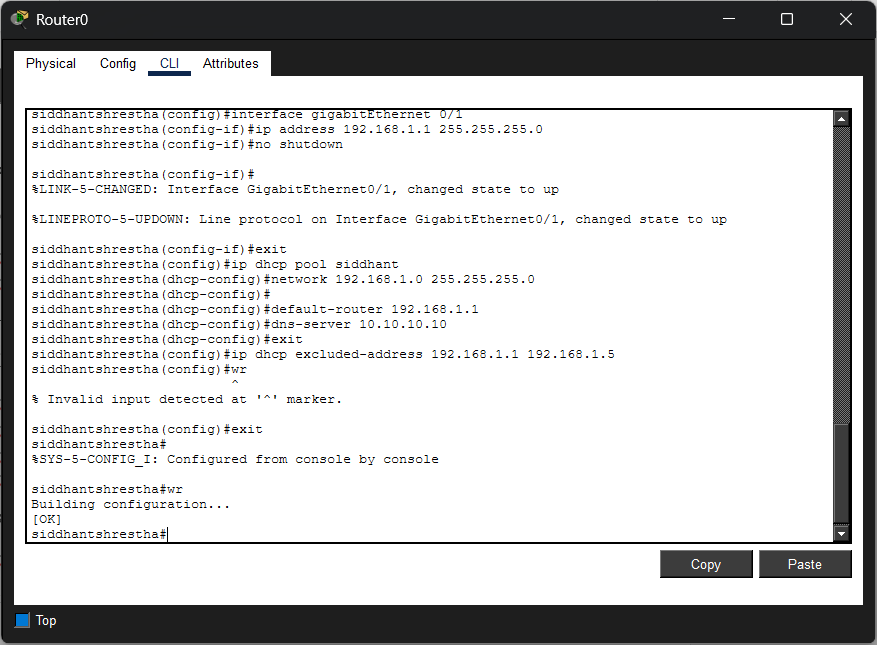 Router0
Physical Config CLI Attributes
siddhantshrestha(config)#interface gigabitEthernet 0/1
siddhantshrestha(config-if)#ip address 192.168.1.1 255.255.255.0
siddhantshrestha(config-if)#no shutdown
siddhantshrestha(config-if)#
%LINK-5-CHANGED: Interface GigabitEthernet0/1, changed state to up
%LINEPROTO-5-UPDOWN: Line protocol on Interface GigabitEthernet0/1, changed state to up
siddhantshrestha(config-if)#exit
siddhantshrestha(config)#ip dhcp pool siddhant
siddhantshrestha(dhcp-config)#network 192.168.1.0 255.255.255.0
siddhantshrestha(dhcp-config)#
siddhantshrestha(dhcp-config)#default-router 192.168.1.1
siddhantshrestha(dhcp-config)#dns-server 10.10.10.10
siddhantshrestha(dhcp-config)#exit
siddhantshrestha(config)#ip dhcp excluded-address 192.168.1.1 192.168.1.5
siddhantshrestha(config)#wr
^
% Invalid input detected at '^' marker.
siddhantshrestha(config)#exit
siddhantshrestha#
%SYS-5-CONFIG_I: Configured from console by console
siddhantshrestha#wr
Building configuration...
[OK]
siddhantshrestha#
Copy Paste
Top